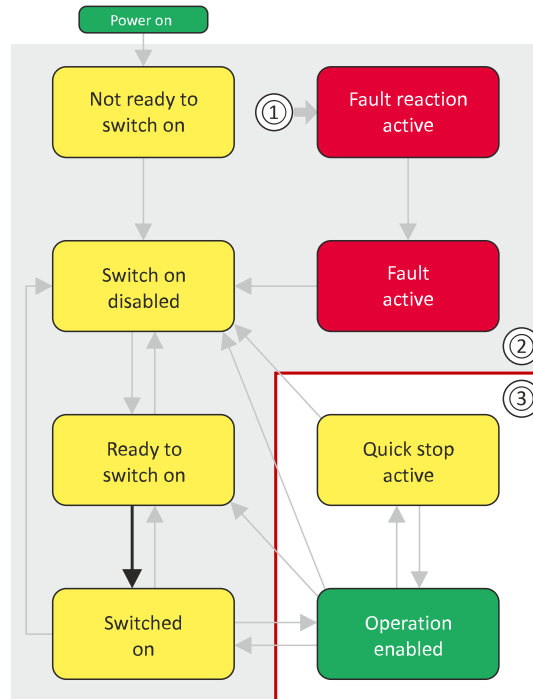 Power on
Not ready to
switch on
①
Fault reaction
active
Switch on
disabled
Fault
active
②
③
Ready to
switch on
Quick stop
active
Switched
on
Operation
enabled